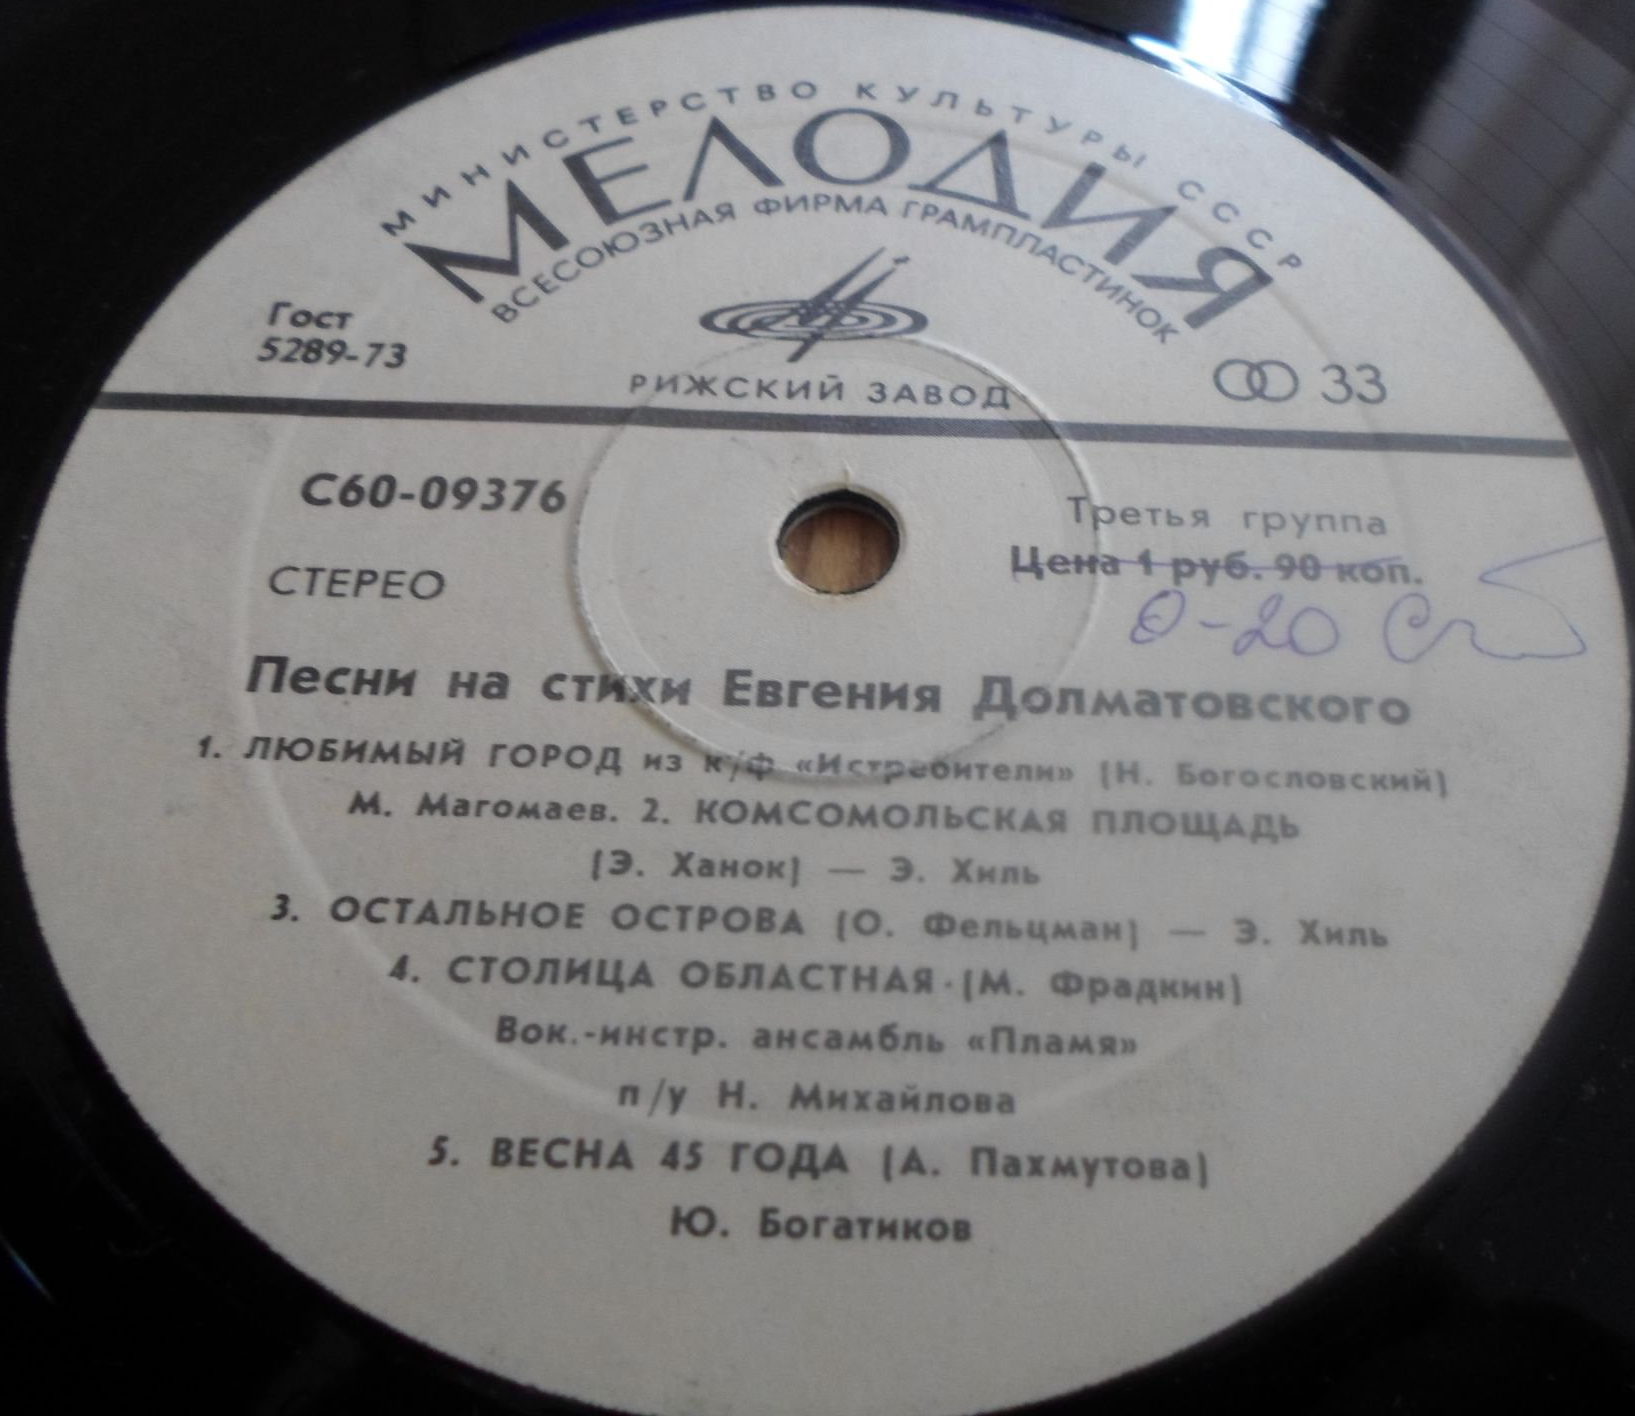 МИНИСТЕРСТВО КУЛЬТУРЫ СССР
МЕЛОДИЯ
ВСЕСОЮЗНАЯ ФИРМА ГРАМПЛАСТИНОК
Гост
5289-73
РИЖСКИЙ ЗАВОД
33
С60-09376
Третья группа
Цена 1 руб. 90 коп.
0-20
СТЕРЕО
Песни на стихи Евгения Долматовского
1. ЛЮБИМЫЙ ГОРОД из к/ф «Истребители» (Н. Богословский)
М. Магомаев. 2. КОМСОМОЛЬСКАЯ ПЛОЩАДЬ
(Э. Ханок) — Э. Хиль
3. ОСТАЛЬНОЕ ОСТРОВА (О. Фельцман) — Э. Хиль
4. СТОЛИЦА ОБЛАСТНАЯ · (М. Фрадкин)
Вок.-инстр. ансамбль «Пламя»
п/у Н. Михайлова
5. ВЕСНА 45 ГОДА (А. Пахмутова)
Ю. Богатиков